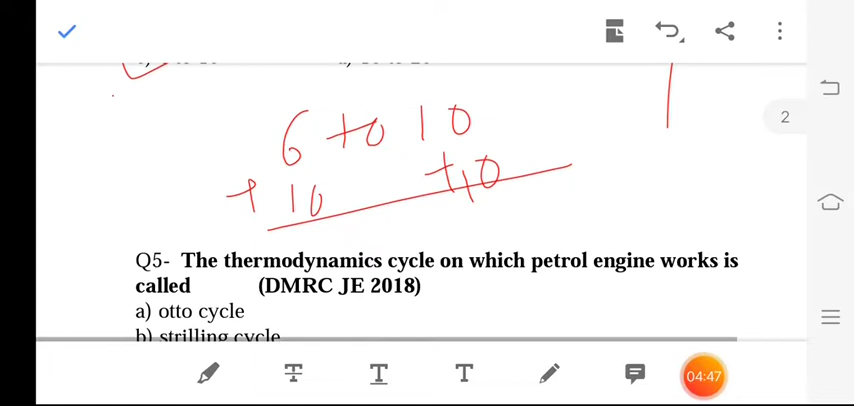 2
6 to 10
+ 10 +10
Q5- The thermodynamics cycle on which petrol engine works is
called (DMRC JE 2018)
a) otto cycle
b) strilling cycle
T T T
04:47